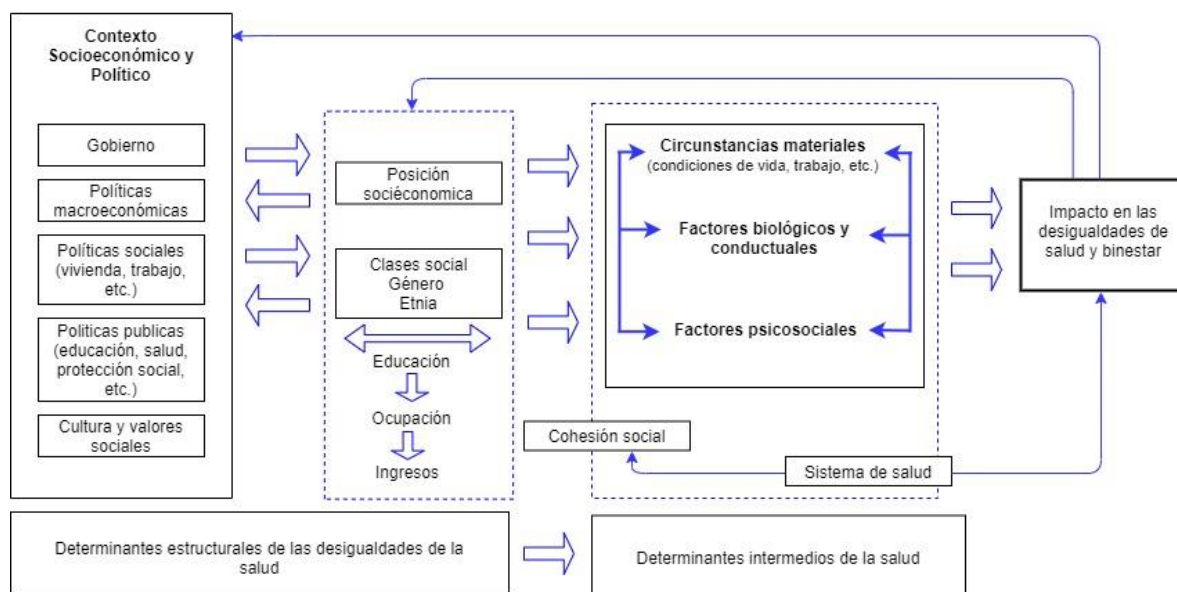 Contexto
Socioeconómico y
Político
Gobierno
Políticas
macroeconómicas
Políticas sociales
(vivienda, trabajo,
etc.)
Politicas publicas
(educación, salud,
protección social,
etc.)
Cultura y valores
sociales
Posición
sociéconomica
Clases social
Género
Etnia
Educación
Ocupación
Ingresos
Circunstancias materiales
(condiciones de vida, trabajo, etc.)
Factores biológicos y
conductuales
Factores psicosociales
Cohesión social
Sistema de salud
Impacto en las
desigualdades de
salud y binestar
Determinantes estructurales de las desigualdades de la
salud
Determinantes intermedios de la salud